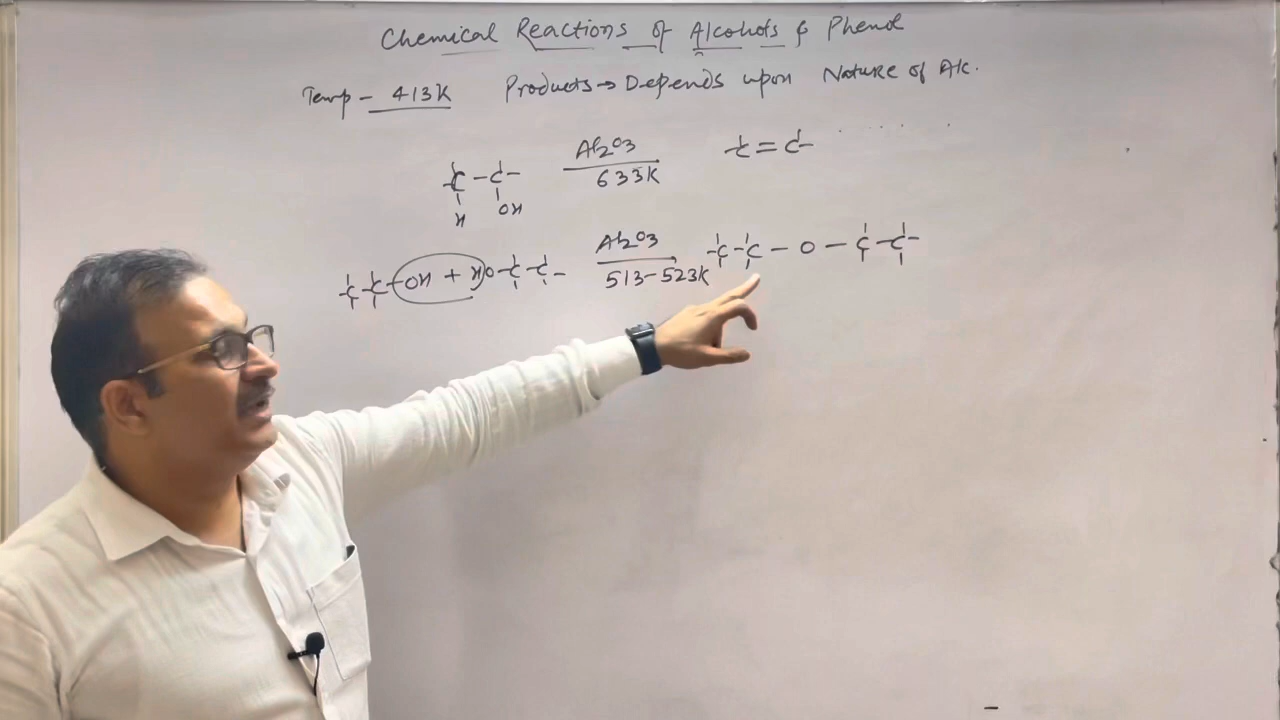 Chemical Reactions of Alcohols & Phenol
Temp - 413K Products → Depends upon Nature of Alc.
-C-C- Al2O3 -C=C-
H OH 633K
-C-C-OH + HO-C-C- Al2O3 -C-C-O-C-C-
513-523K